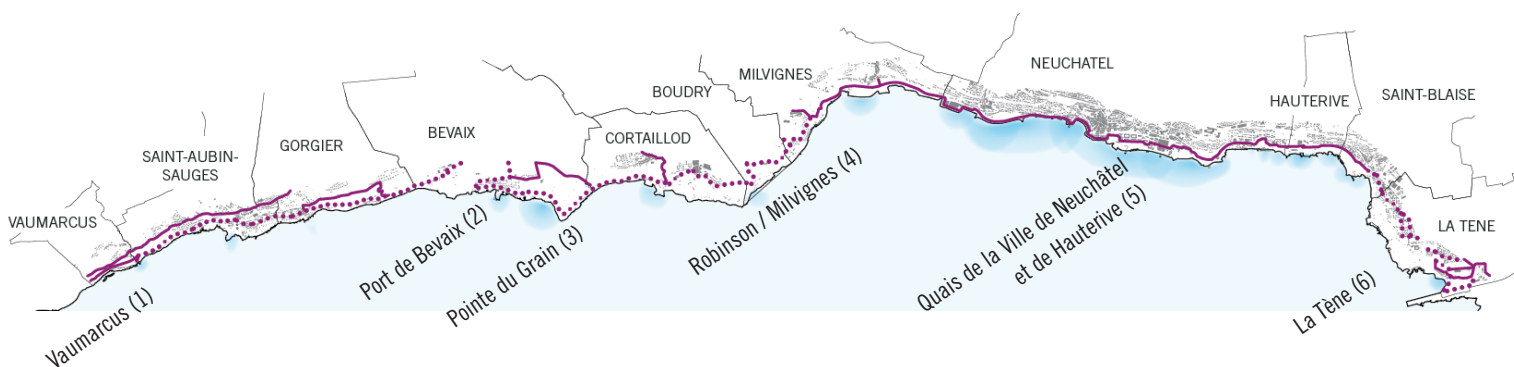 VAUMARCUS
SAINT-AUBIN-
SAUGES
GORGIER
BEVAIX
CORTAILLOD
BOUDRY
MILVIGNES
NEUCHATEL
HAUTERIVE
SAINT-BLAISE
LA TENE
Vaumarcus (1)
Port de Bevaix (2)
Pointe du Grain (3)
Robinson / Milvignes (4)
Quais de la Ville de Neuchâtel
et de Hauterive (5)
La Tène (6)